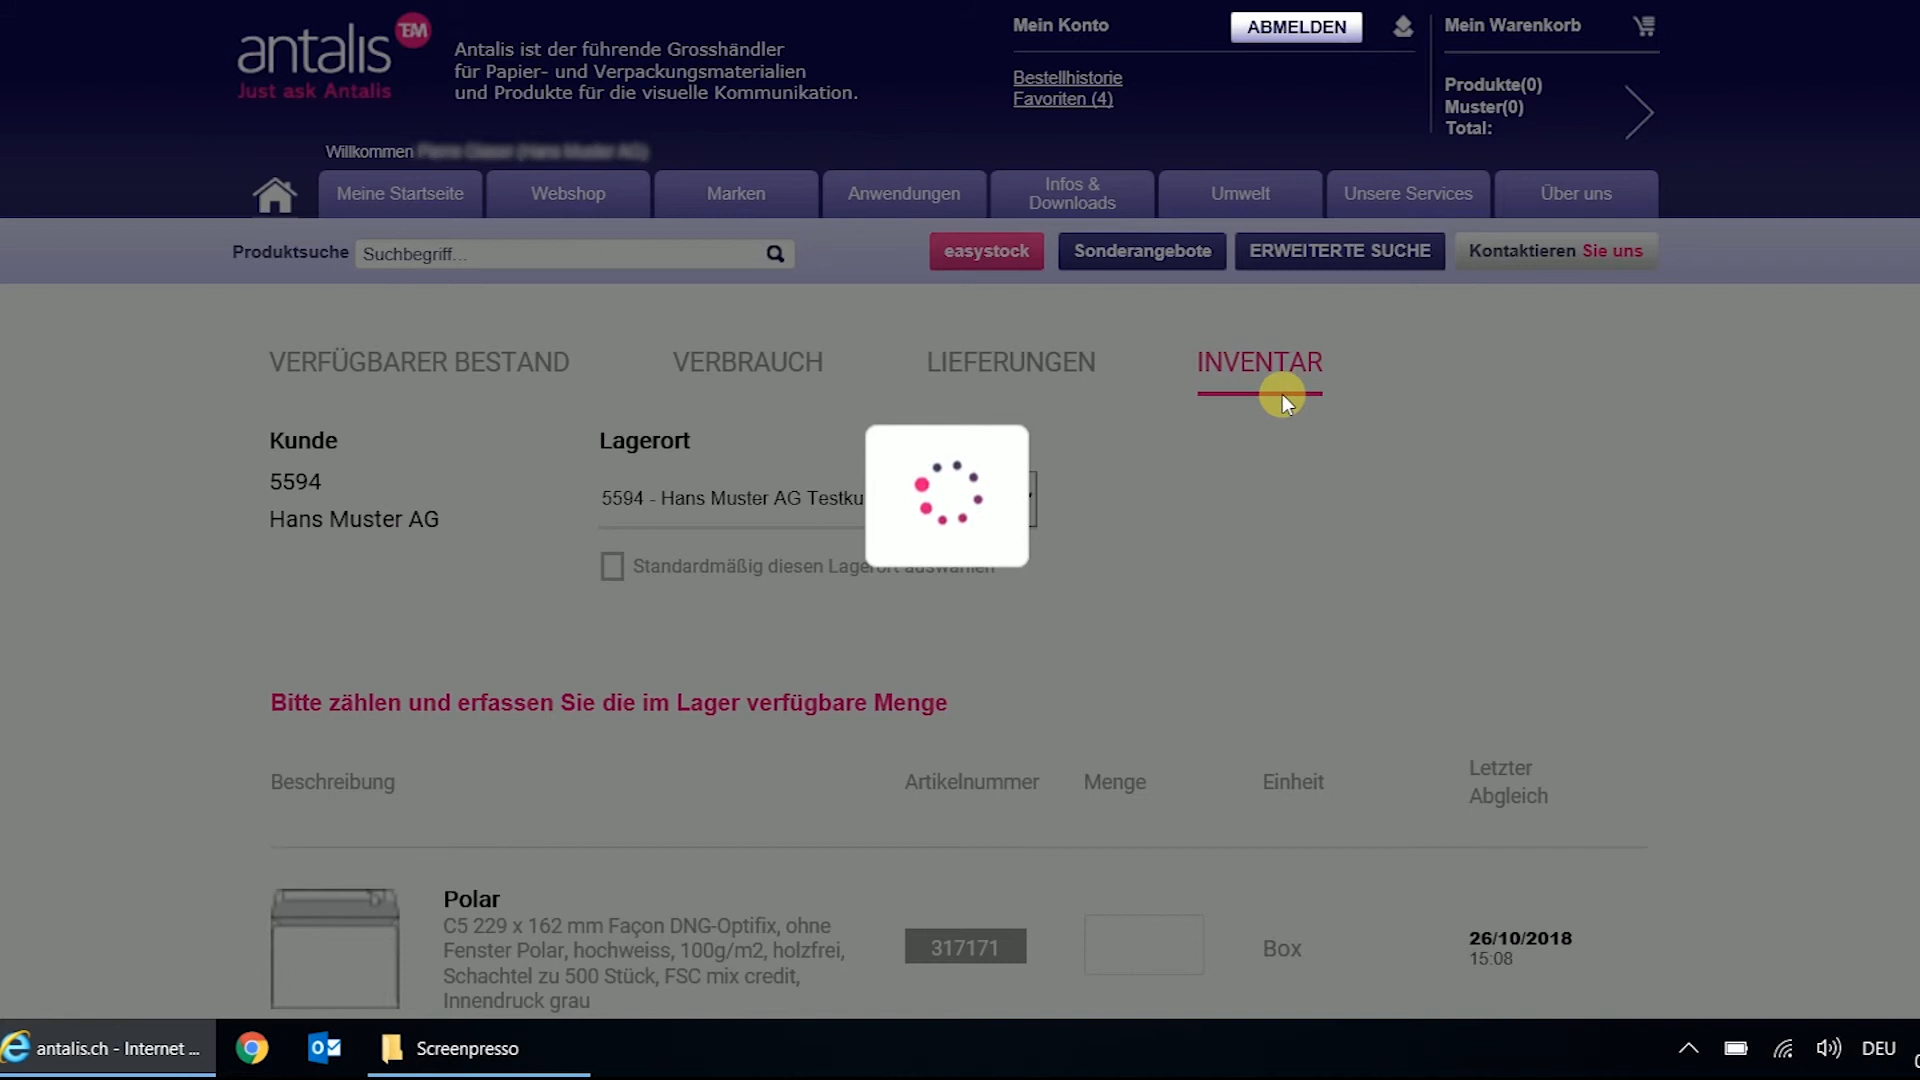 antalis TM
Just ask Antalis
Antalis ist der führende Grosshändler
für Papier- und Verpackungsmaterialien
und Produkte für die visuelle Kommunikation.
Mein Konto
ABMELDEN
Bestellhistorie
Favoriten (4)
Mein Warenkorb
Produkte(0)
Muster(0)
Total:
Willkommen
Meine Startseite
Webshop
Marken
Anwendungen
Infos &
Downloads
Umwelt
Unsere Services
Über uns
Produktsuche
Suchbegriff...
easystock
Sonderangebote
ERWEITERTE SUCHE
Kontaktieren Sie uns
VERFÜGBARER BESTAND
VERBRAUCH
LIEFERUNGEN
INVENTAR
Kunde
5594
Hans Muster AG
Lagerort
5594 - Hans Muster AG Testku
Standardmäßig diesen Lagerort auswählen
Bitte zählen und erfassen Sie die im Lager verfügbare Menge
Beschreibung
Artikelnummer
Menge
Einheit
Letzter
Abgleich
Polar
C5 229 x 162 mm Façon DNG-Optifix, ohne
Fenster Polar, hochweiss, 100g/m2, holzfrei,
Schachtel zu 500 Stück, FSC mix credit,
Innendruck grau
317171
Box
26/10/2018
15:08
antalis.ch - Internet ...
Screenpresso
DEU